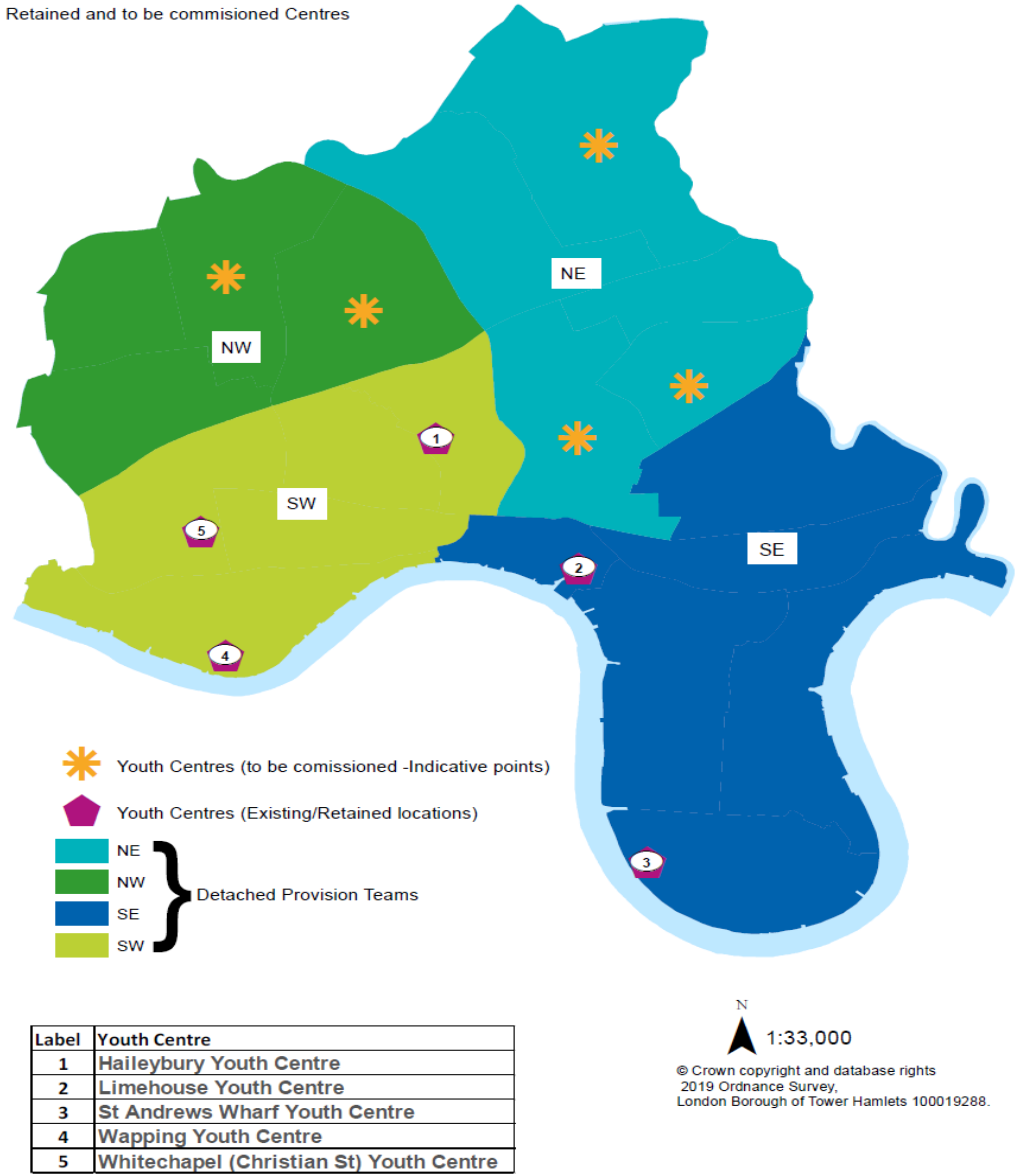 Retained and to be commisioned Centres
NE
NW
1
SW
5
SE
2
4
Youth Centres (to be comissioned -Indicative points)
Youth Centres (Existing/Retained locations)
NE
NW
Detached Provision Teams
SE
SW
3
N
1:33,000
© Crown copyright and database rights
2019 Ordnance Survey,
London Borough of Tower Hamlets 100019288.
Label Youth Centre
1 Haileybury Youth Centre
2 Limehouse Youth Centre
3 St Andrews Wharf Youth Centre
4 Wapping Youth Centre
5 Whitechapel (Christian St) Youth Centre